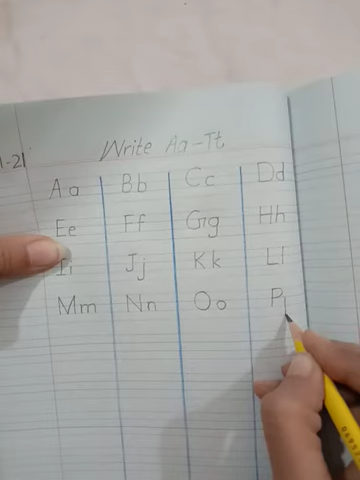 1-21
Write Aa-Tt
Aa Bb Cc Dd
Ee Ff Gg Hh
Ii Jj Kk Ll
Mm Nn Oo P